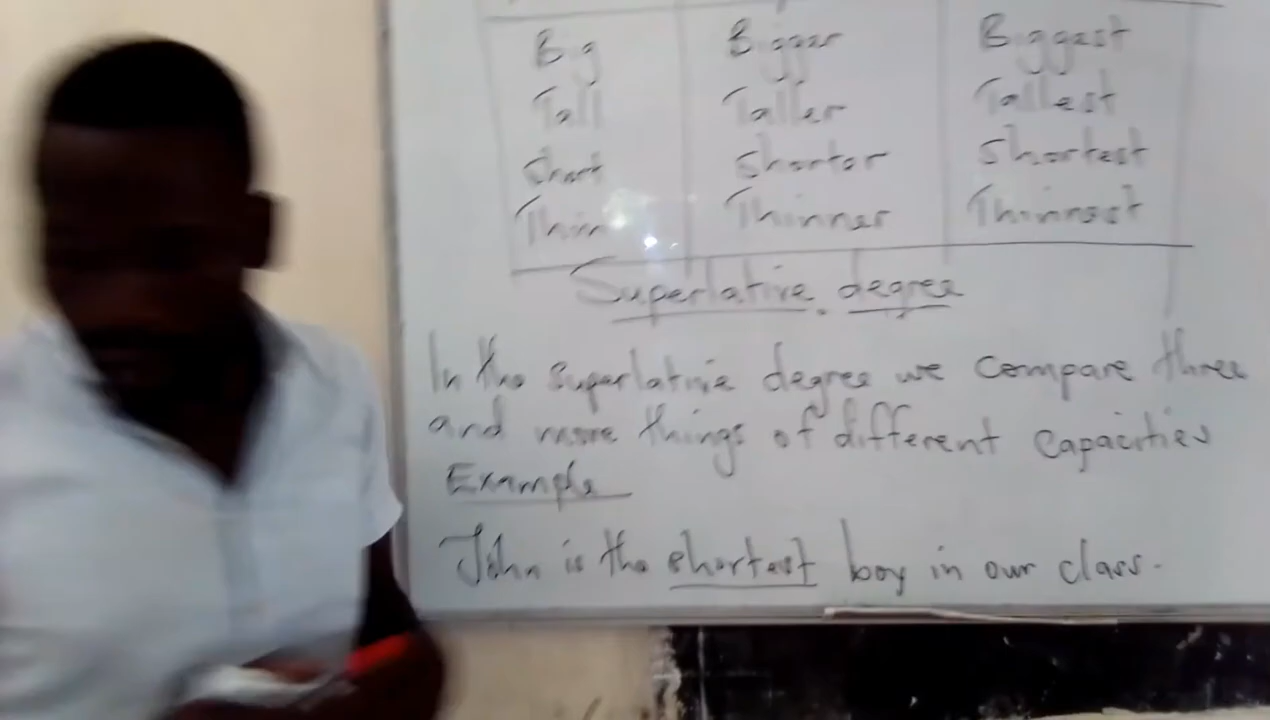 Big Bigger Biggest
Tall Taller Tallest
Short Shorter Shortest
Thin Thinner Thinnest
Superlative degree
In the superlative degree we compare three
and more things of different capacities
Example
John is the shortest boy in our class.